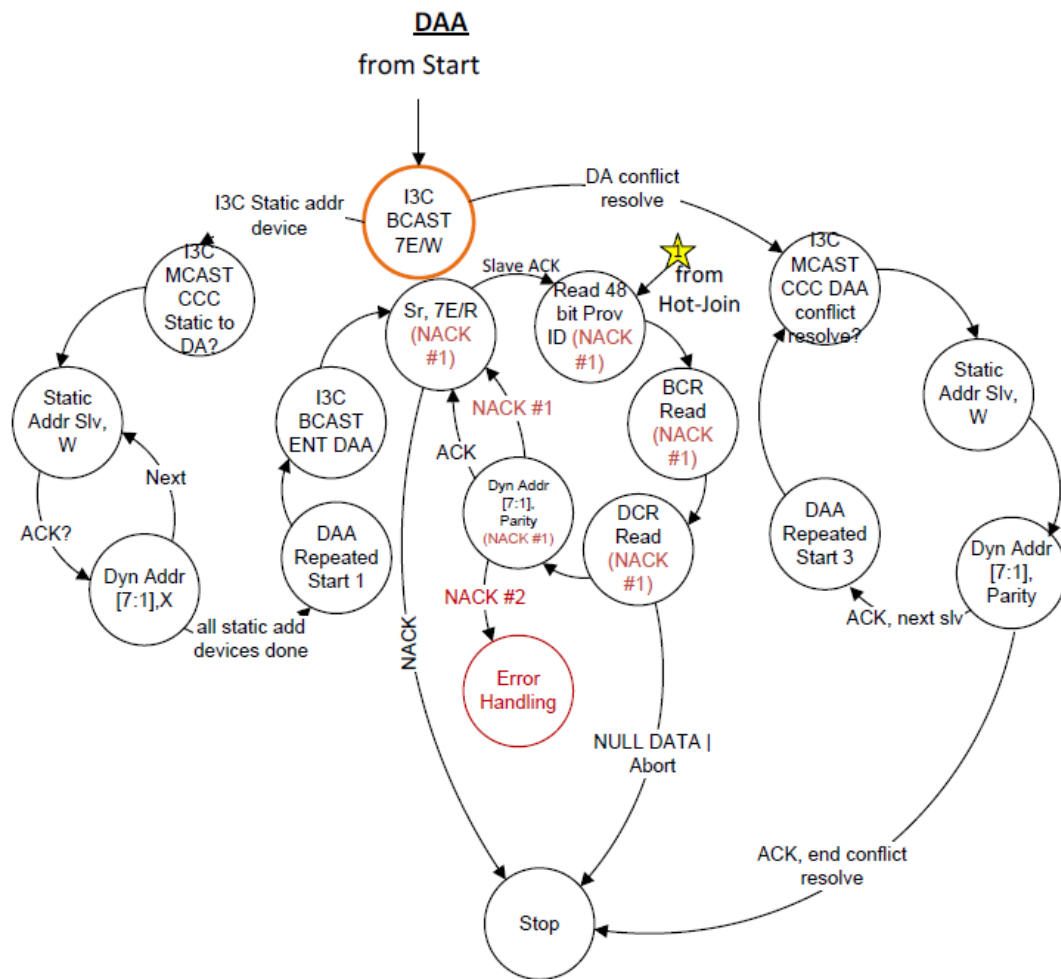 DAA
from Start
I3C
BCAST
7E/W
I3C Static addr
device
DA conflict
resolve
I3C
MCAST
CCC
Static to
DA?
Sr, 7E/R
(NACK
#1)
Slave ACK
Read 48
bit Prov
ID (NACK
#1)
1
from
Hot-Join
I3C
MCAST
CCC DAA
conflict
resolve?
Static
Addr Slv,
W
I3C
BCAST
ENT DAA
NACK #1
ACK
BCR
Read
(NACK
#1)
Static
Addr Slv,
W
Next
ACK?
Dyn Addr
[7:1],X
all static add
devices done
DAA
Repeated
Start 1
Dyn Addr
[7:1],
Parity
(NACK #1)
DCR
Read
(NACK
#1)
DAA
Repeated
Start 3
Dyn Addr
[7:1],
Parity
ACK, next slv
NACK #2
NACK
Error
Handling
NULL DATA |
Abort
ACK, end conflict
resolve
Stop